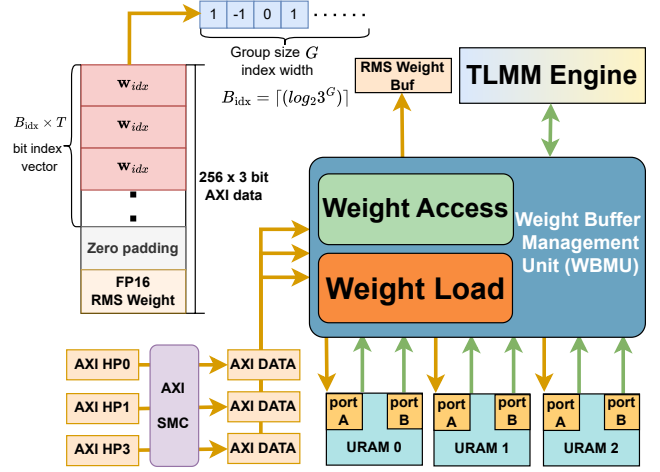 1 -1 0 1 ······
Group size G
index width
B_idx = ⌈(log₂3^G)⌉
RMS Weight
Buf
TLMM Engine
w_idx
w_idx
w_idx
B_idx × T
bit index
vector
256 x 3 bit
AXI data
Zero padding
FP16
RMS Weight
Weight Access
Weight Load
Weight Buffer
Management
Unit (WBMU)
AXI HP0
AXI HP1
AXI HP3
AXI
SMC
AXI DATA
AXI DATA
AXI DATA
port
A
port
B
URAM 0
port
A
port
B
URAM 1
port
A
port
B
URAM 2